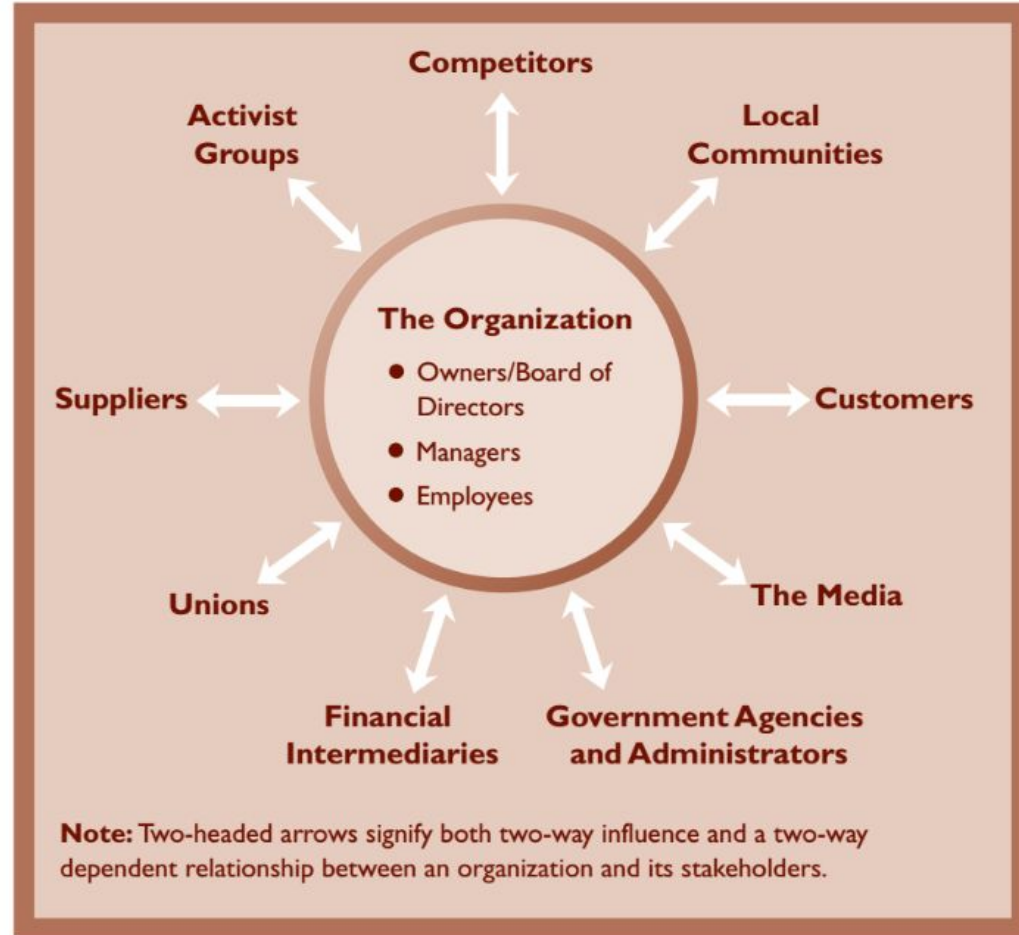 Competitors
Activist
Groups
Local
Communities
The Organization
● Owners/Board of
Directors
● Managers
● Employees
Suppliers
Customers
Unions
The Media
Financial
Intermediaries
Government Agencies
and Administrators
Note: Two-headed arrows signify both two-way influence and a two-way
dependent relationship between an organization and its stakeholders.